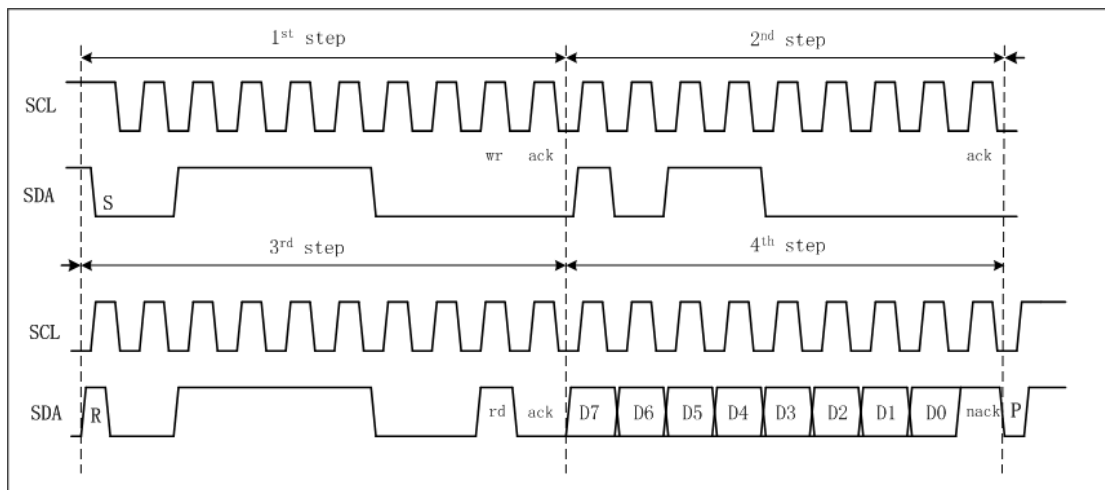 1st step 2nd step
SCL
wr ack ack
SDA S
3rd step 4th step
SCL
SDA R rd ack D7 D6 D5 D4 D3 D2 D1 D0 nack P